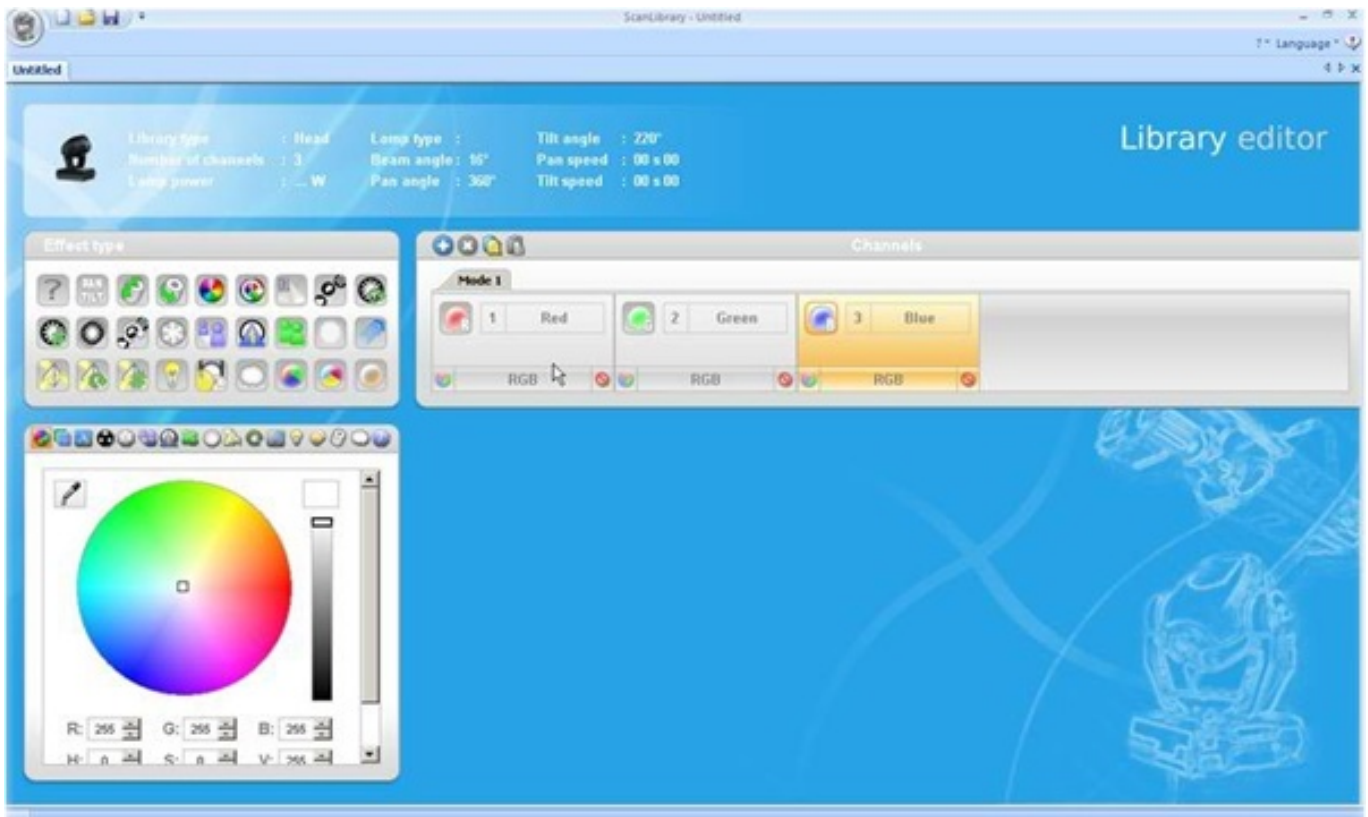 ScanLibrary - Untitled
? Language
Untitled
Library type : Head Lamp type : Tilt angle : 220°
Number of channels : 3 Beam angle : 16° Pan speed : 00 s 00
Lamp power : ... W Pan angle : 360° Tilt speed : 00 s 00
Library editor
Effect type
Channels
PAN
TILT
Mode 1
1 Red 2 Green 3 Blue
RGB RGB RGB
R: 255 G: 255 B: 255
H: 0 S: 0 V: 255